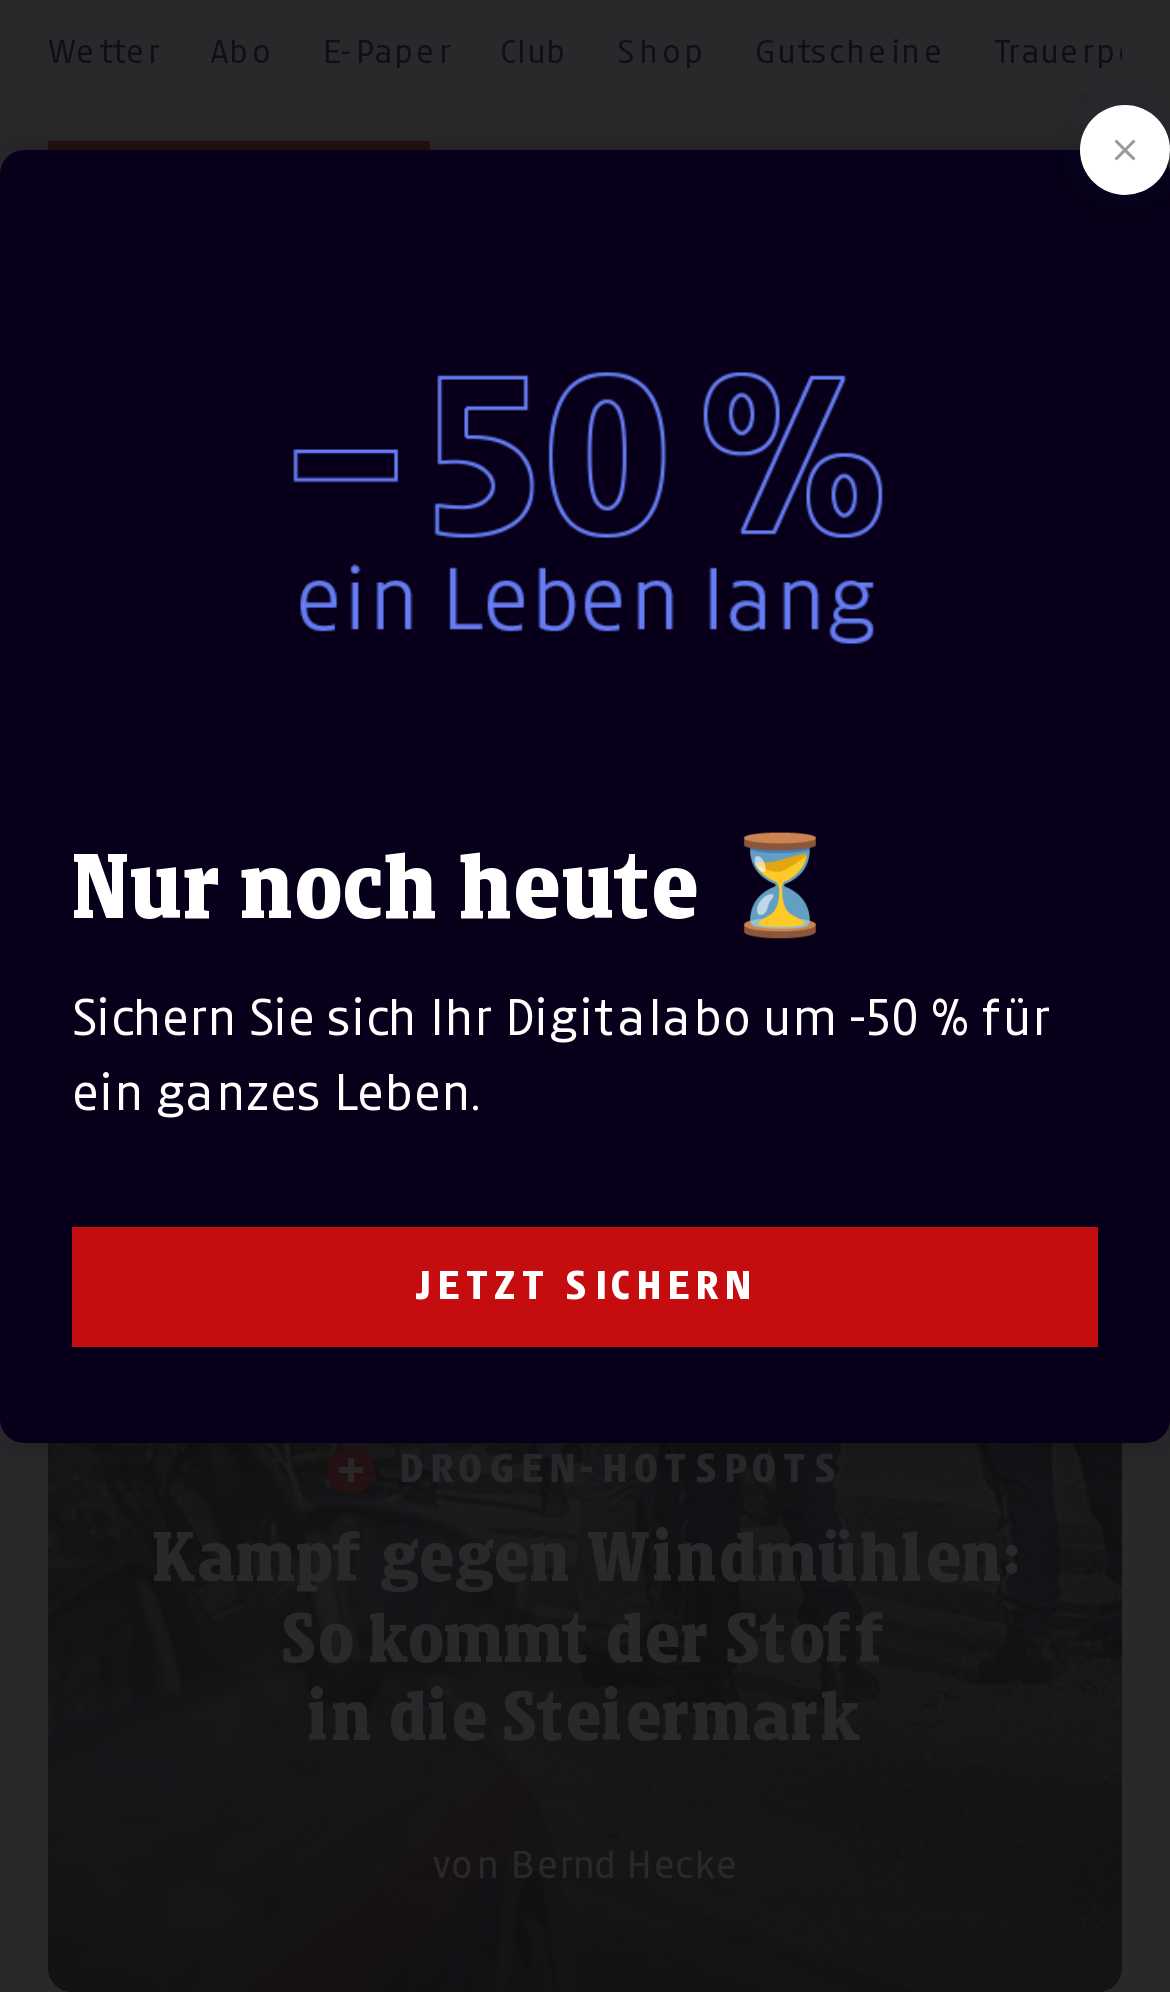 Wetter Abo E-Paper Club Shop Gutscheine Trauerp
– 50 %
ein Leben lang
Nur noch heute ⏳
Sichern Sie sich Ihr Digitalabo um -50 % für
ein ganzes Leben.
JETZT SICHERN
DROGEN-HOTSPOTS
Kampf gegen Windmühlen:
So kommt der Stoff
in die Steiermark
von Bernd Hecke